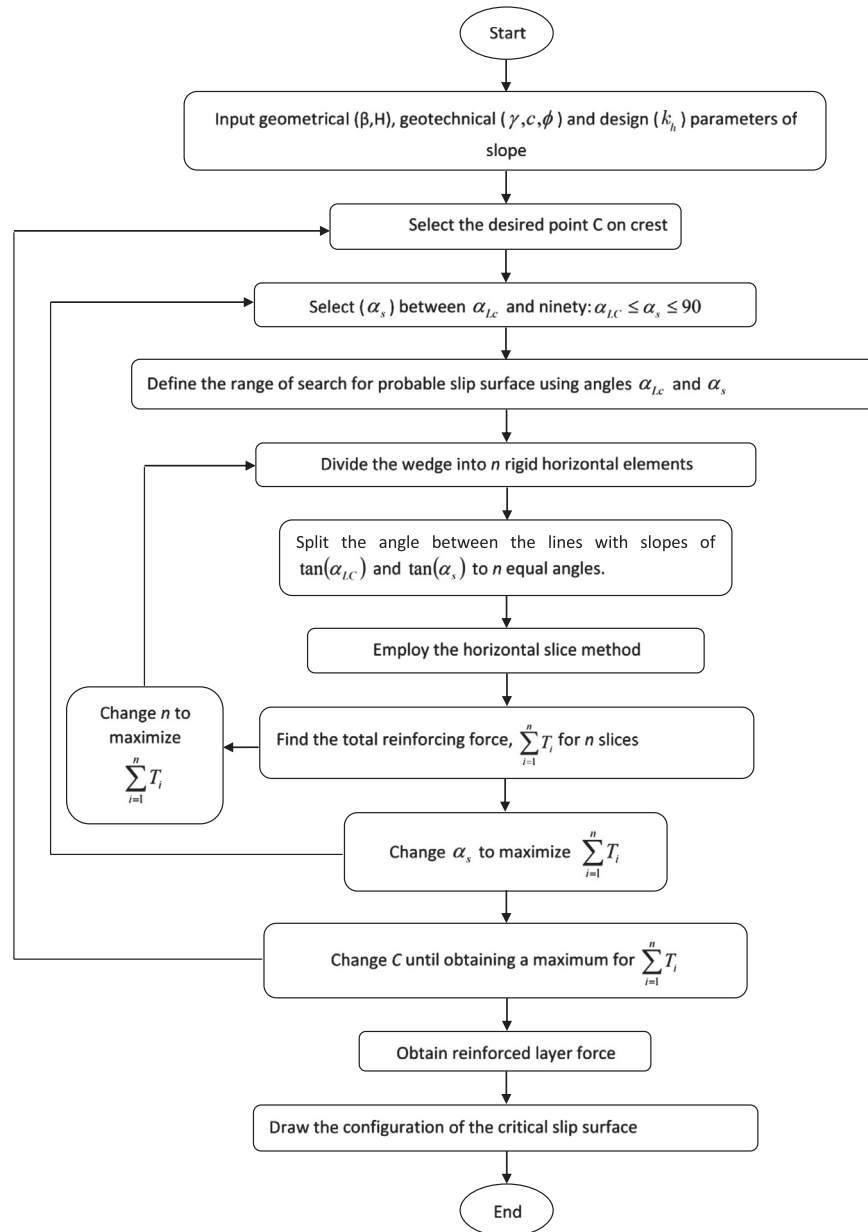 Start
Input geometrical (β,H), geotechnical (γ,c,ϕ) and design (k_h) parameters of
slope
Select the desired point C on crest
Select (α_s) between α_Lc and ninety: α_LC ≤ α_s ≤ 90
Define the range of search for probable slip surface using angles α_Lc and α_s
Divide the wedge into n rigid horizontal elements
Split the angle between the lines with slopes of
tan(α_LC) and tan(α_s) to n equal angles.
Employ the horizontal slice method
Change n to
maximize
∑_{i=1}^{n} T_i
Find the total reinforcing force, ∑_{i=1}^{n} T_i for n slices
Change α_s to maximize ∑_{i=1}^{n} T_i
Change C until obtaining a maximum for ∑_{i=1}^{n} T_i
Obtain reinforced layer force
Draw the configuration of the critical slip surface
End